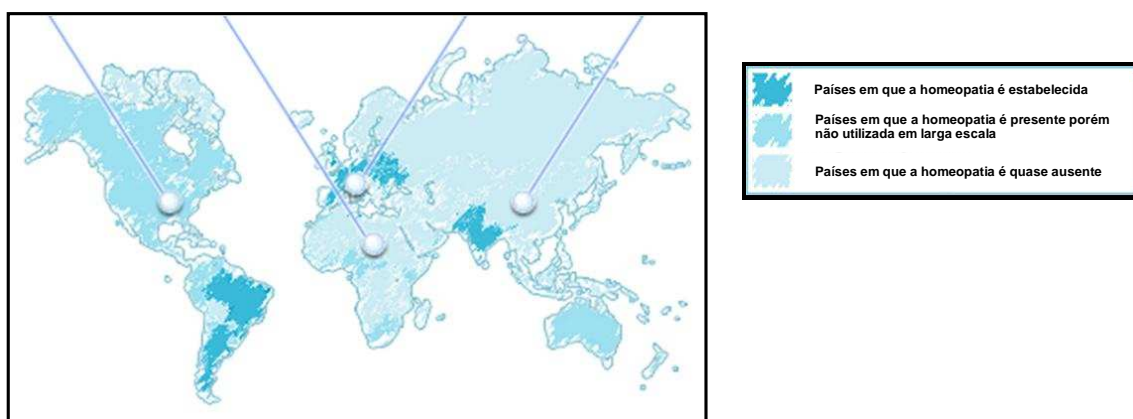 Países em que a homeopatia é estabelecida
Países em que a homeopatia é presente porém
não utilizada em larga escala
Países em que a homeopatia é quase ausente